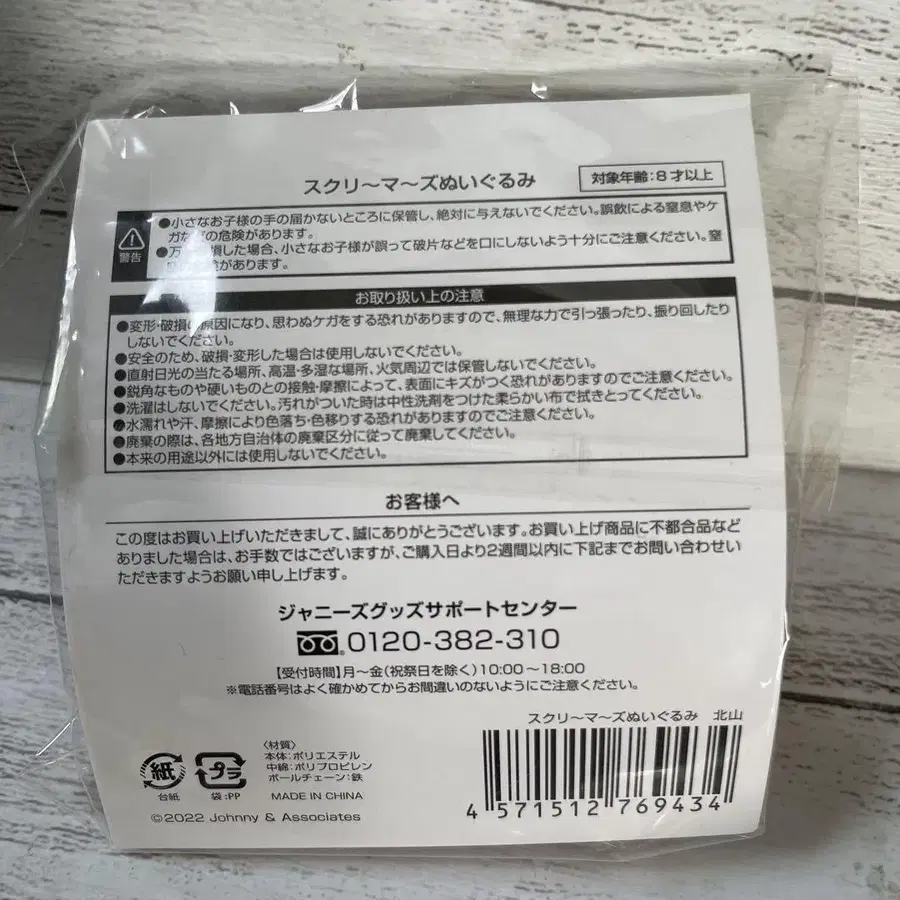 スクリ〜マ〜ズぬいぐるみ
対象年齢:8才以上
警告
●小さなお子様の手の届かないところに保管し、絶対に与えないでください。誤飲による窒息やケ
ガなどの危険があります。
●万 損した場合、小さなお子様が誤って破片などを口にしないよう十分にご注意ください。窒
があります。
お取り扱い上の注意
●変形・破損の原因になり、思わぬケガをする恐れがありますので、無理な力で引っ張ったり、振り回したり
しないでください。
●安全のため、破損・変形した場合は使用しないでください。
●直射日光の当たる場所、高温・多湿な場所、火気周辺では保管しないでください。
●鋭角なものや硬いものとの接触・摩擦によって、表面にキズがつく恐れがありますのでご注意ください。
●洗濯はしないでください。汚れがついた時は中性洗剤をつけた柔らかい布で拭きとってください。
●水濡れや汗、摩擦により色落ち・色移りする恐れがありますのでご注意ください。
●廃棄の際は、各地方自治体の廃棄区分に従って廃棄してください。
●本来の用途以外には使用しないでください。
お客様へ
この度はお買い上げいただきまして、誠にありがとうございます。お買い上げ商品に不都合品など
ありました場合は、お手数ではございますが、ご購入日より2週間以内に下記までお問い合わせい
ただきますようお願い申し上げます。
ジャニーズグッズサポートセンター
0120-382-310
【受付時間】月〜金(祝祭日を除く)10:00〜18:00
※電話番号はよく確かめてからお間違いのないようにご注意ください。
スクリ〜マ〜ズぬいぐるみ 北山
紙
台紙
プラ
袋:PP
〈材質〉
本体:ポリエステル
中綿:ポリプロピレン
ボールチェーン:鉄
MADE IN CHINA
©2022 Johnny & Associates
4 571512 769434